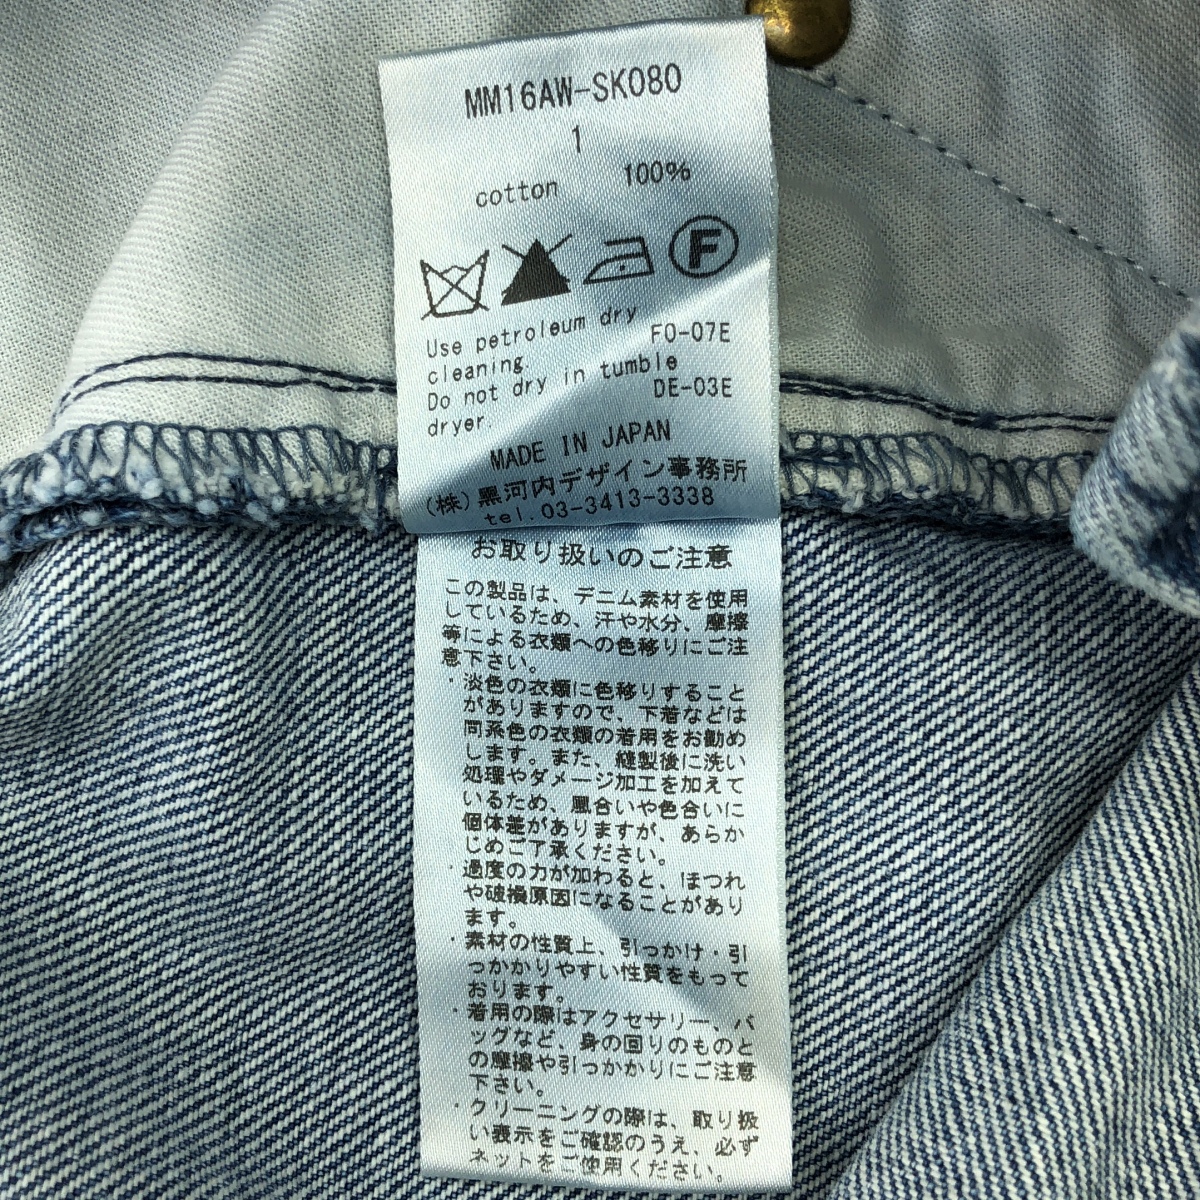 MM16AW-SK080
1
cotton 100%
F
Use petroleum dry
cleaning.
FO-07E
Do not dry in tumble
dryer.
DE-03E
MADE IN JAPAN
(株)黒河内デザイン事務所
tel.03-3413-3338
お取り扱いのご注意
この製品は、デニム素材を使用
しているため、汗や水分、摩擦
等による衣類への色移りにご注
意下さい。
・淡色の衣類に色移りすること
がありますので、下着などは
同系色の衣類の着用をお勧め
します。また、縫製後に洗い
処理やダメージ加工を加えて
いるため、風合いや色合いに
個体差がありますが、あらか
じめご了承ください。
・過度の力が加わると、ほつれ
や破損原因になることがあり
ます。
・素材の性質上、引っかけ・引
っかかりやすい性質をもって
おります。
・着用の際はアクセサリー、バ
ッグなど、身の回りのものと
の摩擦や引っかかりにご注意
下さい。
・クリーニングの際は、取り扱
い表示をご確認のうえ、必ず
ネットをご使用ください。